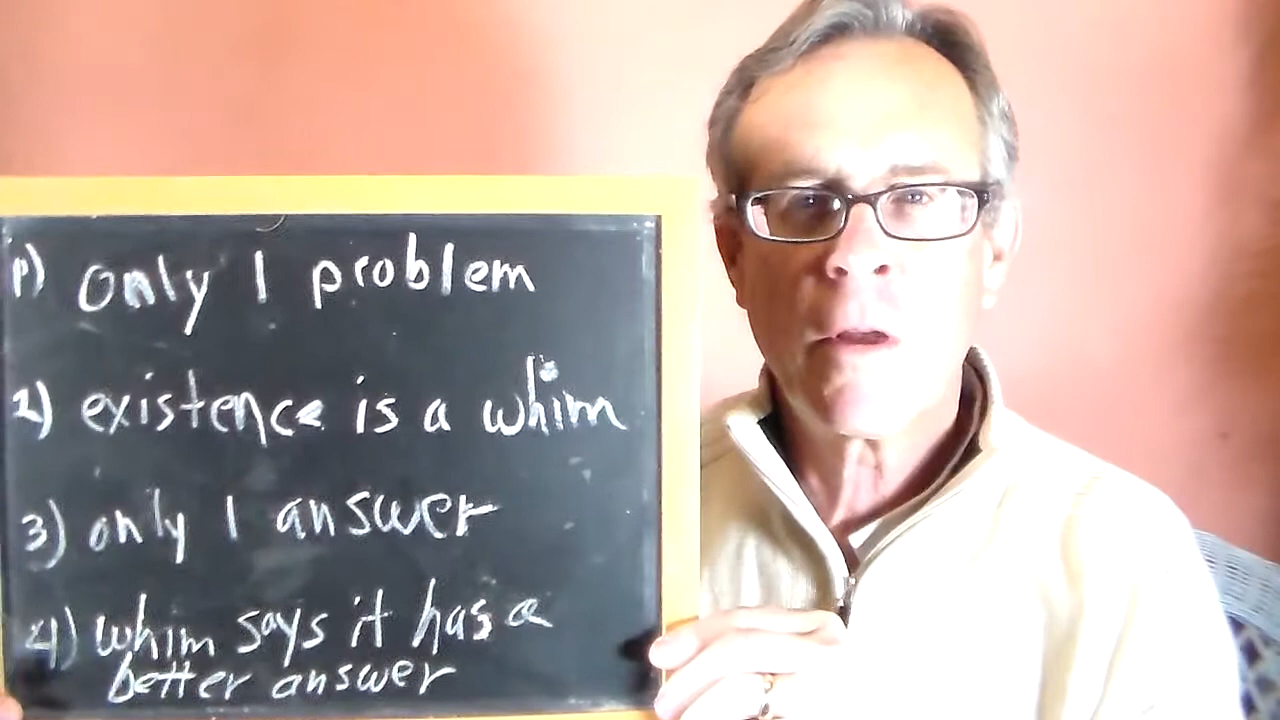 1) only 1 problem
2) existence is a whim
3) only 1 answer
4) whim says it has a
better answer